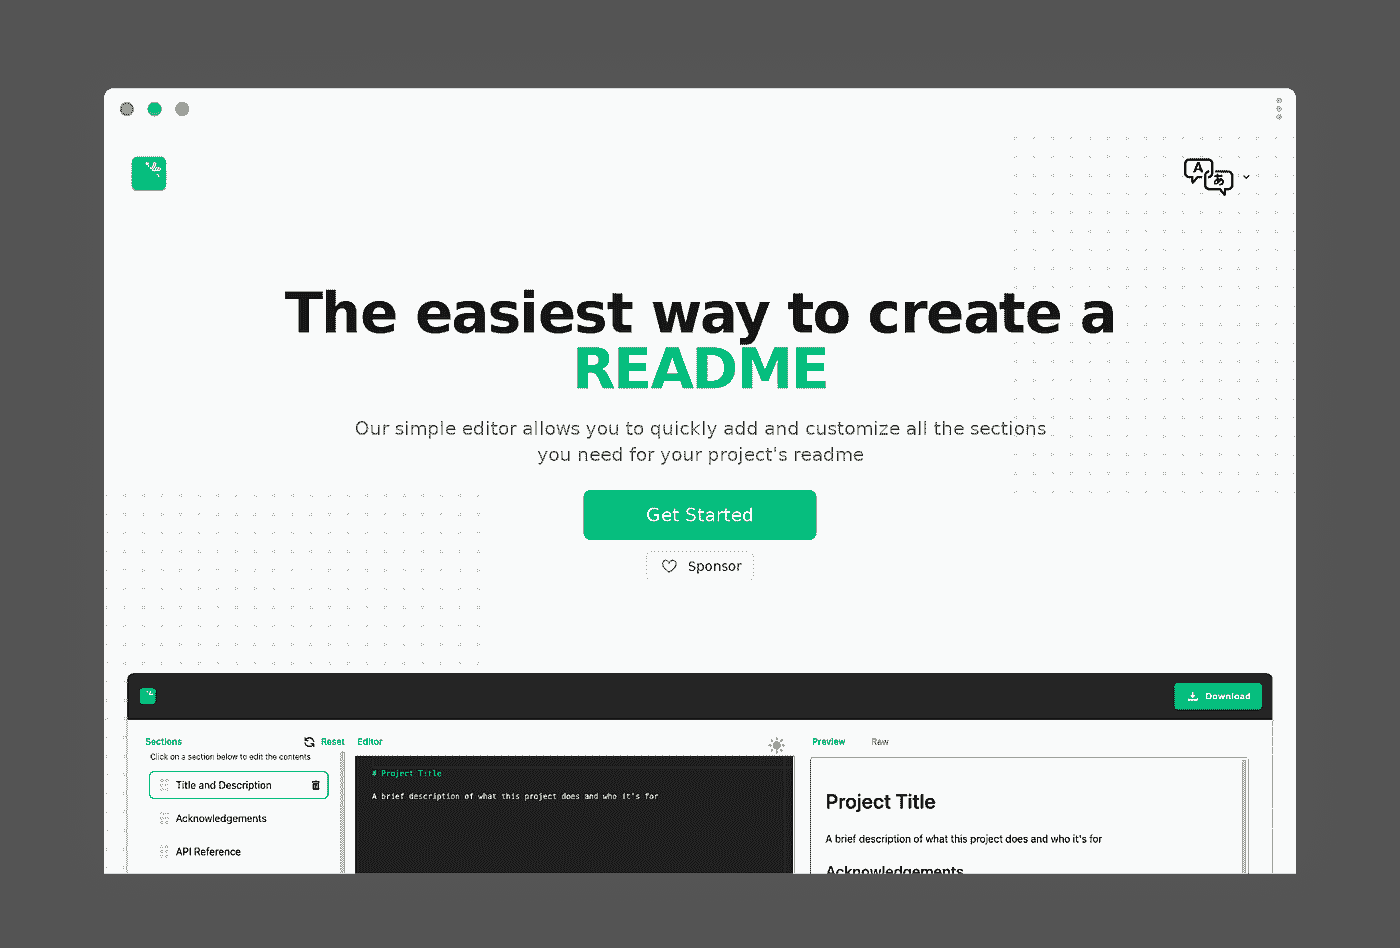 A あ
The easiest way to create a
README
Our simple editor allows you to quickly add and customize all the sections
you need for your project's readme
Get Started
Sponsor
Download
Sections
Reset
Click on a section below to edit the contents
Title and Description
Acknowledgements
API Reference
Editor
# Project Title
A brief description of what this project does and who it's for
Preview Raw
Project Title
A brief description of what this project does and who it's for
Acknowledgements